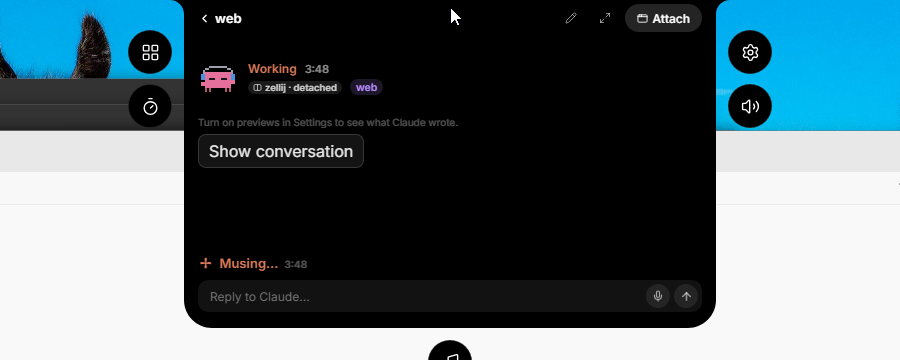 web
Attach
Working 3:48
zellij · detached web
Turn on previews in Settings to see what Claude wrote.
Show conversation
Musing... 3:48
Reply to Claude...